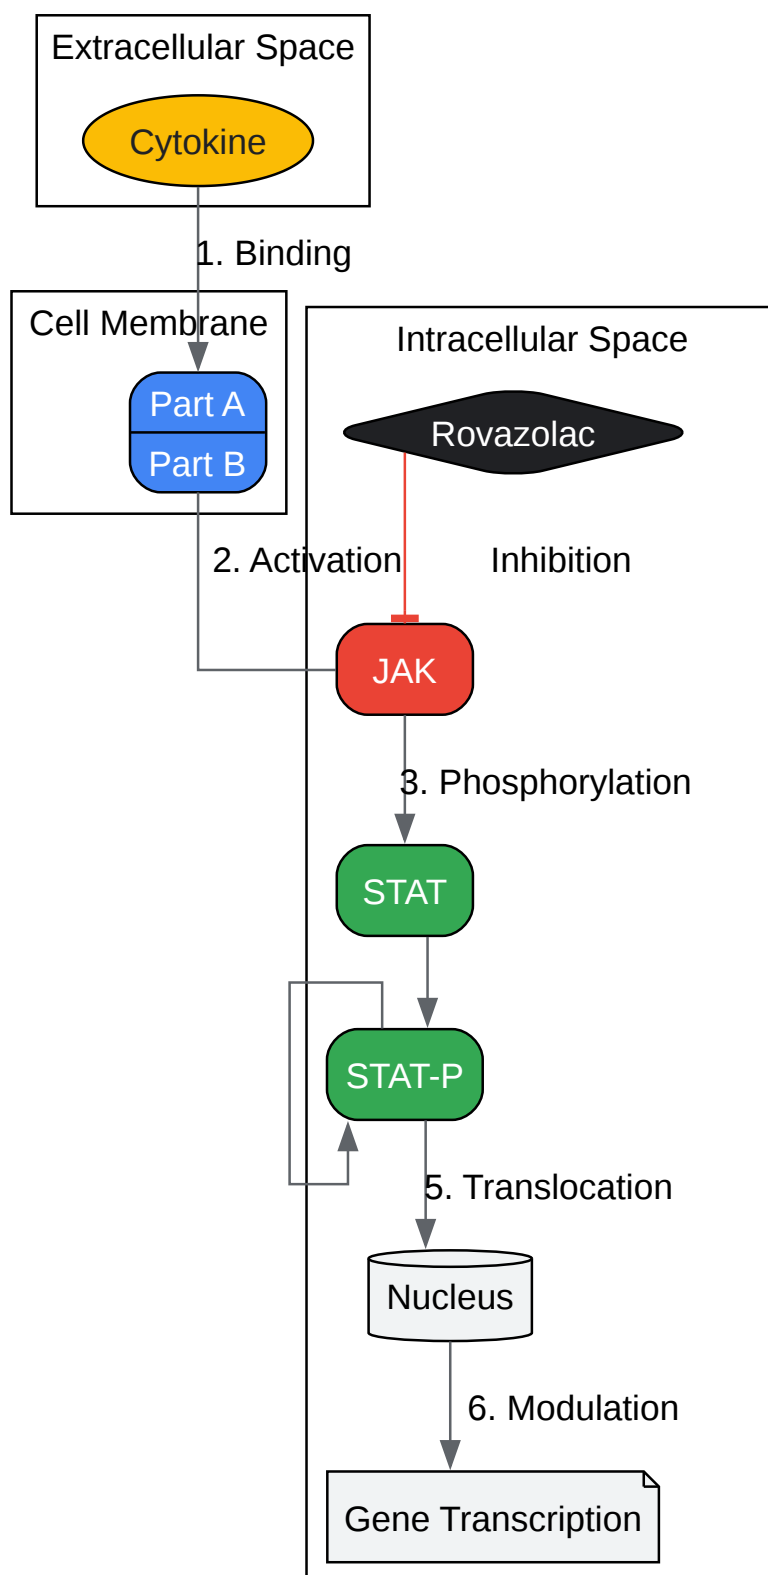 Extracellular Space
Cytokine
1. Binding
Cell Membrane
Intracellular Space
Part A
Part B
Rovazolac
2. Activation
Inhibition
JAK
3. Phosphorylation
STAT
STAT-P
5. Translocation
Nucleus
6. Modulation
Gene Transcription